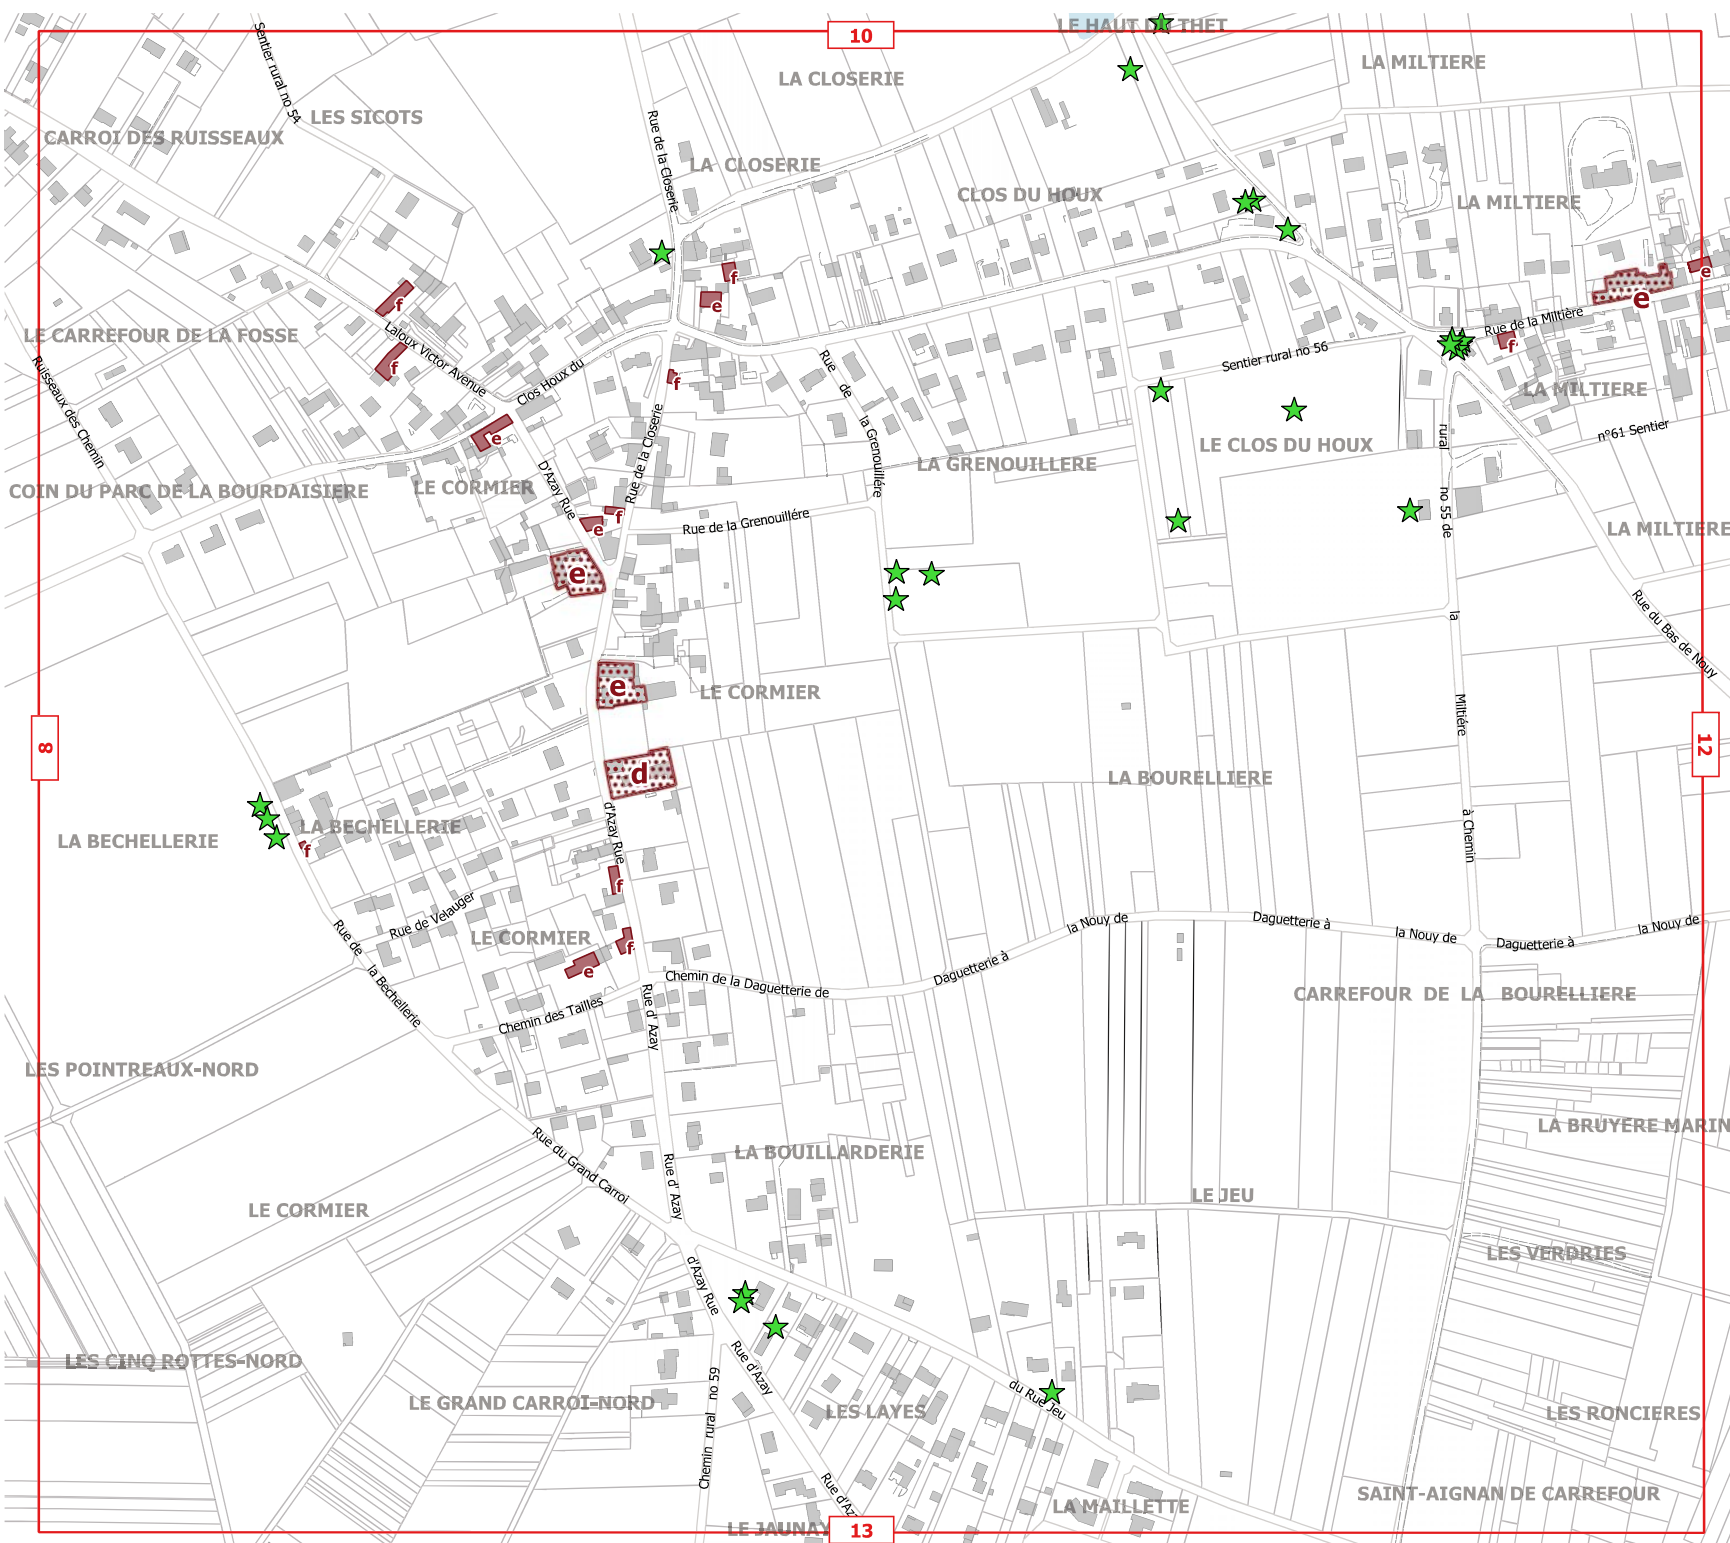 10
LE HAUT DU THET
LA MILTIERE
LA CLOSERIE
Sentier rural no 54
LES SICOTS
CARROI DES RUISSEAUX
Rue de la Closerie
LA CLOSERIE
CLOS DU HOUX
LA MILTIERE
f
e
f
e
e
LE CARREFOUR DE LA FOSSE
Laloux Victor Avenue
Rue de la Miltière
f
Sentier rural no 56
f
Ruisseaux des Chemin
Clos Houx du
f
Rue de la Grenouillére
LA MILTIERE
n°61 Sentier
e
LE CLOS DU HOUX
Rue de la Closerie
LA GRENOUILLERE
COIN DU PARC DE LA BOURDAISIERE
LE CORMIER
D'Azay Rue
f
e
Rue de la Grenouillére
LA MILTIERE
e
rural no 55 de la Miltiére à Chemin
Rue du Bas de Nouy
e
LE CORMIER
8
12
d
LA BOURELLIERE
LA BECHELLERIE
LA BECHELLERIE
f
d'Azay Rue
f
Rue de Velauger
LE CORMIER
f
e
la Nouy de
Daguetterie à
la Nouy de
Daguetterie à
la Nouy de
Rue de la Bechellerie
Chemin de la Daguetterie de
Daguetterie à
Chemin des Tailles
Rue d' Azay
CARREFOUR DE LA BOURELLIERE
LES POINTREAUX-NORD
LA BRUYERE MARIN
Rue du Grand Carroi
LA BOUILLARDERIE
Rue d' Azay
LE JEU
LE CORMIER
LES VERDRIES
d'Azay Rue
LES CINQ ROTTES-NORD
Rue d'Azay
Chemin rural no 59
LE GRAND CARROI-NORD
LES LAYES
du Rue Jeu
LES RONCIERES
Rue d'Az
SAINT-AIGNAN DE CARREFOUR
LA MAILLETTE
LE JAUNAY
13